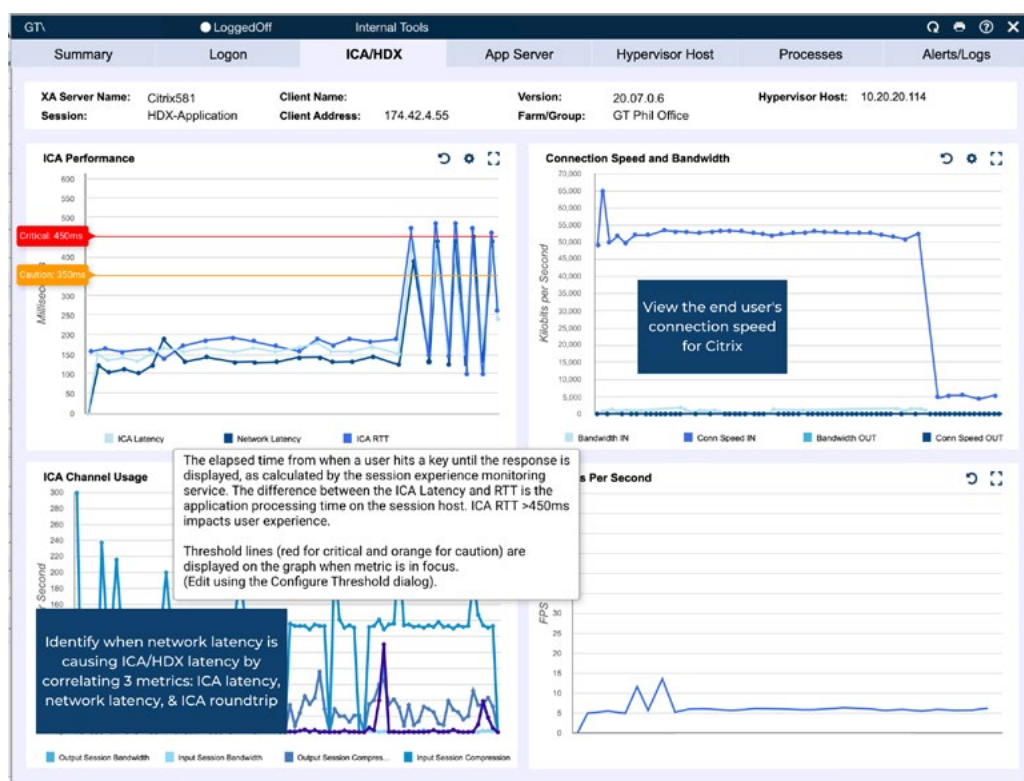 GT\ LoggedOff Internal Tools
Summary Logon ICA/HDX App Server Hypervisor Host Processes Alerts/Logs
XA Server Name: Citrix581 Client Name: Version: 20.07.0.6 Hypervisor Host: 10.20.20.114
Session: HDX-Application Client Address: 174.42.4.55 Farm/Group: GT Phil Office
ICA Performance
600
550
500
Critical: 450ms
Caution: 350ms
300
250
200
150
100
50
0
Milliseco
ICA Latency Network Latency ICA RTT
Connection Speed and Bandwidth
70,000
65,000
60,000
55,000
50,000
45,000
40,000
35,000
30,000
25,000
20,000
15,000
10,000
5,000
0
Kilobits per Second
View the end user's
connection speed
for Citrix
Bandwidth IN Conn Speed IN Bandwidth OUT Conn Speed OUT
ICA Channel Usage
300
280
260
240
220
200
180
160
r Second
The elapsed time from when a user hits a key until the response is
displayed, as calculated by the session experience monitoring
service. The difference between the ICA Latency and RTT is the
application processing time on the session host. ICA RTT >450ms
impacts user experience.
Threshold lines (red for critical and orange for caution) are
displayed on the graph when metric is in focus.
(Edit using the Configure Threshold dialog).
Identify when network latency is
causing ICA/HDX latency by
correlating 3 metrics: ICA latency,
network latency, & ICA roundtrip
Output Session Bandwidth Input Session Bandwidth Output Session Compres... Input Session Compression
s Per Second
FPS
30
25
20
15
10
5
0